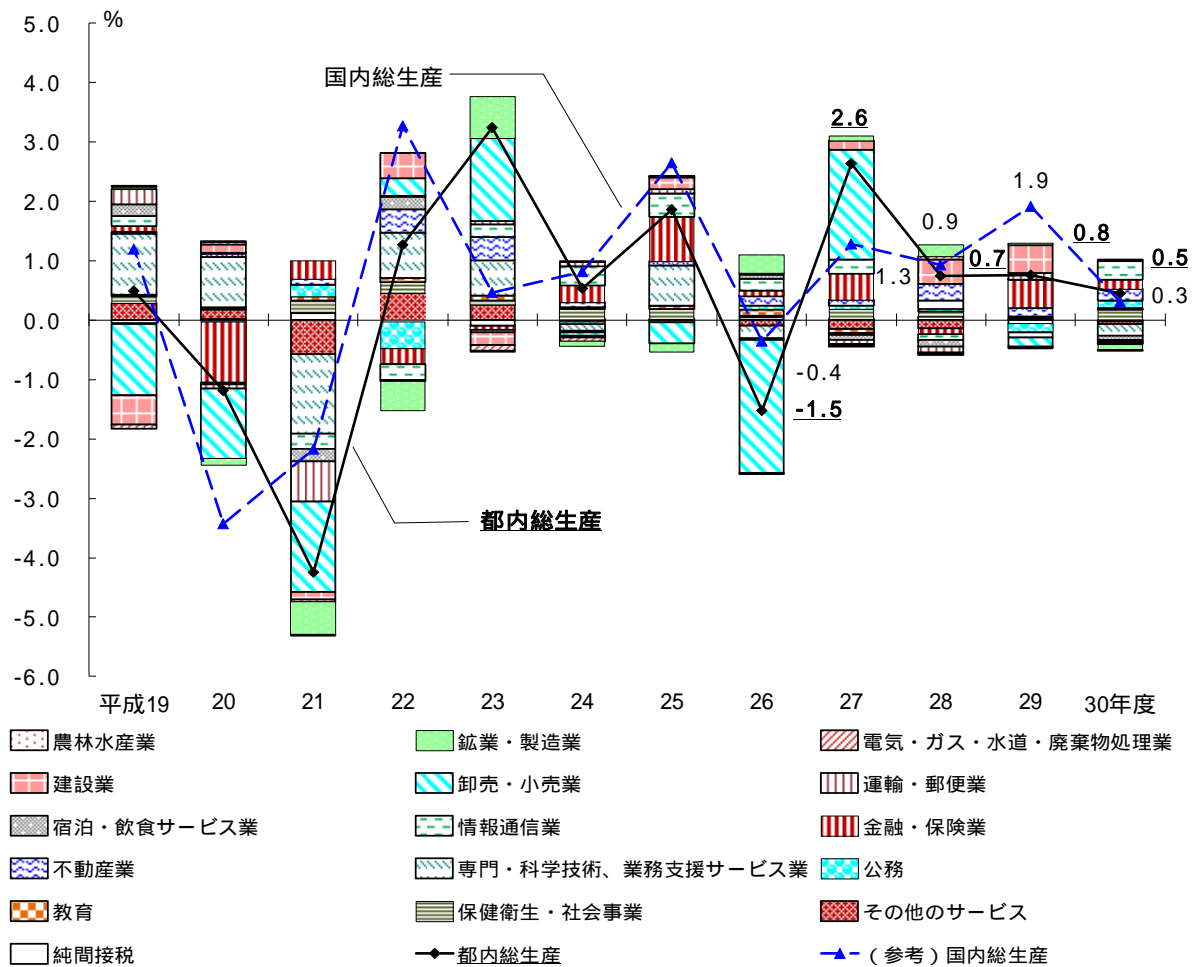 %
5.0
4.0
3.0
2.0
1.0
0.0
-1.0
-2.0
-3.0
-4.0
-5.0
-6.0
国内総生産
都内総生産
-0.4
-1.5
2.6
1.3
0.9
0.7
1.9
0.8
0.5
0.3
平成19 20 21 22 23 24 25 26 27 28 29 30年度
農林水産業 鉱業・製造業 電気・ガス・水道・廃棄物処理業
建設業 卸売・小売業 運輸・郵便業
宿泊・飲食サービス業 情報通信業 金融・保険業
不動産業 専門・科学技術、業務支援サービス業 公務
教育 保健衛生・社会事業 その他のサービス
純間接税 都内総生産 (参考)国内総生産